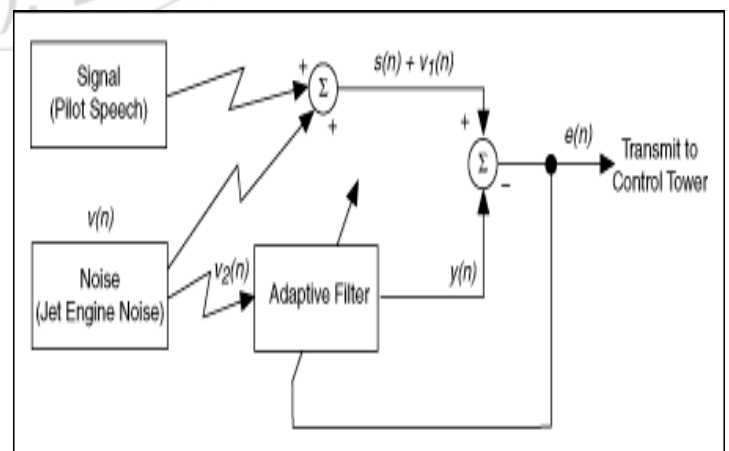 Signal
(Pilot Speech)
+
Σ
+
s(n) + v₁(n)
+
Σ
−
e(n)
Transmit to
Control Tower
v(n)
Noise
(Jet Engine Noise)
v₂(n)
Adaptive Filter
y(n)